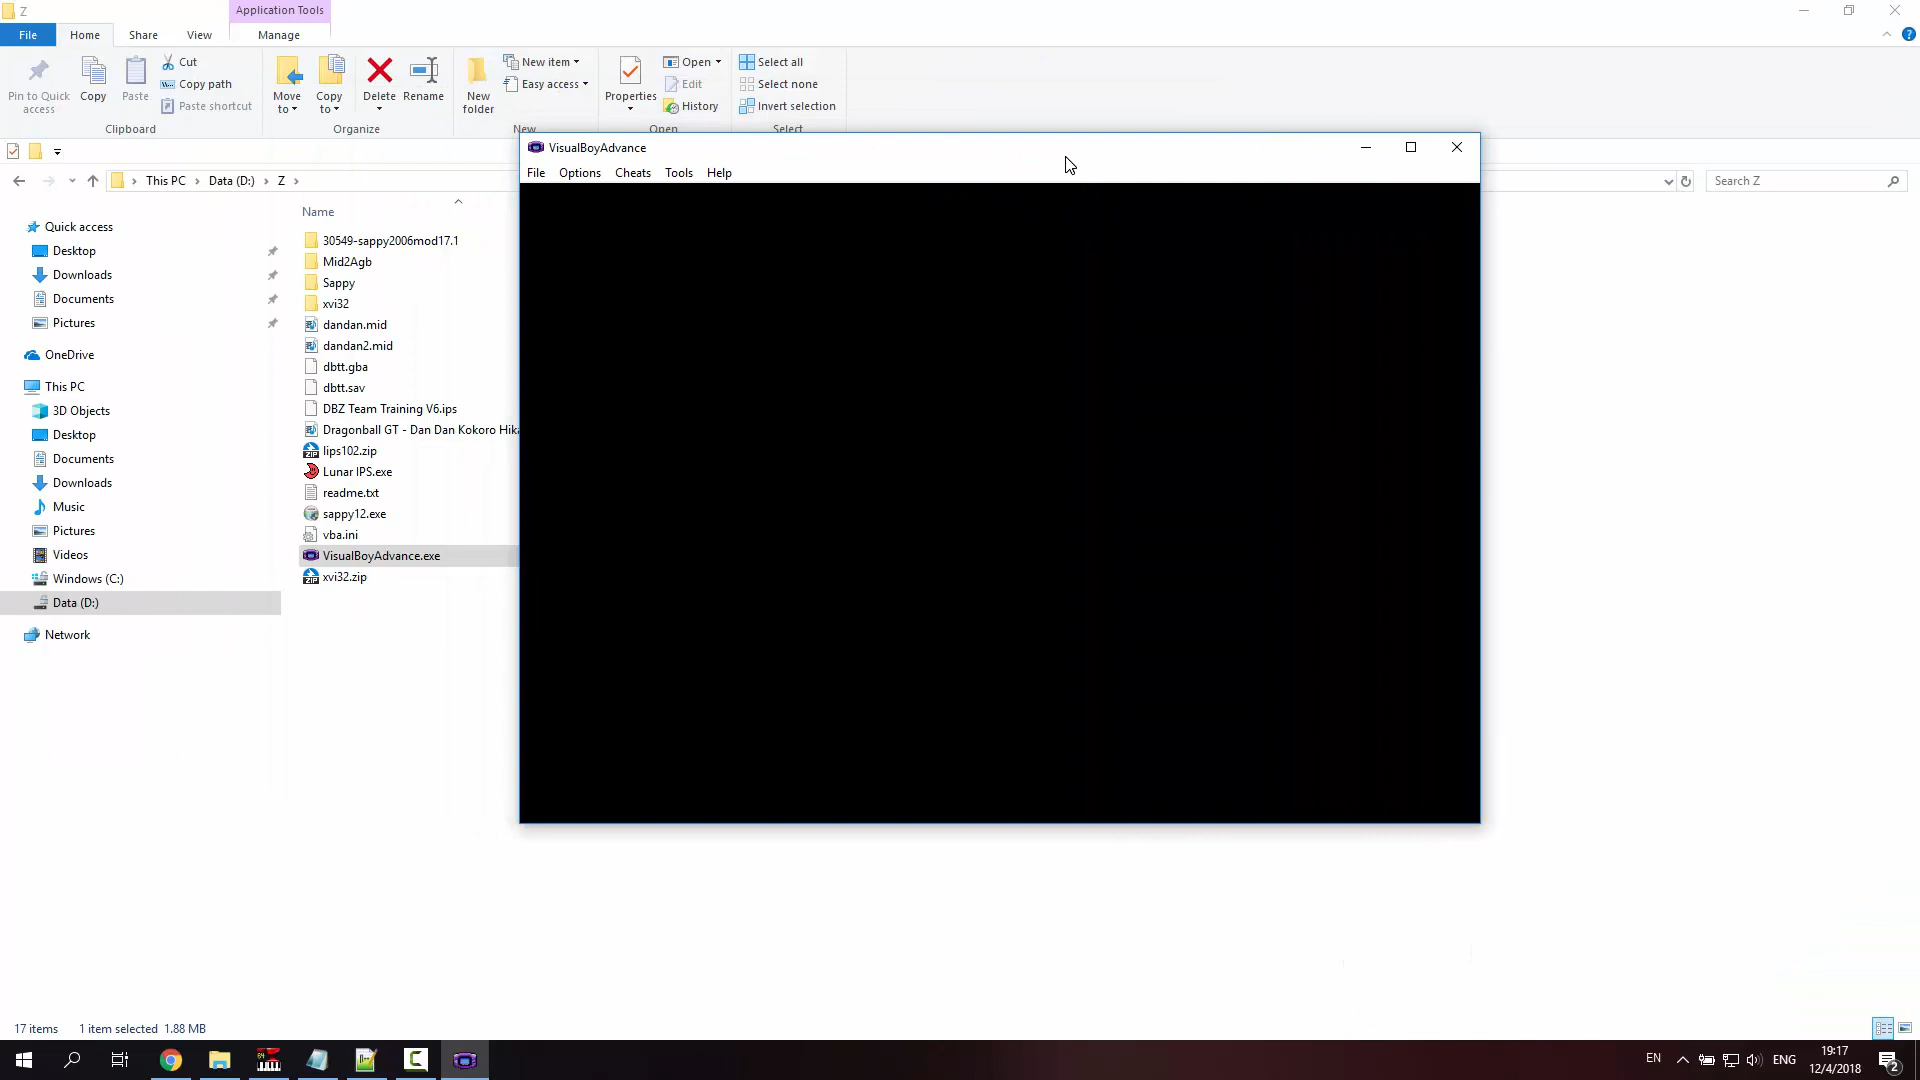 Z
Application Tools
File
Home
Share
View
Manage
Pin to Quick access
Copy
Paste
Cut
Copy path
Paste shortcut
Clipboard
Move to
Copy to
Delete
Rename
Organize
New folder
New item
Easy access
New
Properties
Open
Edit
History
Open
Select all
Select none
Invert selection
Select
This PC
Data (D:)
Z
Search Z
Quick access
Desktop
Downloads
Documents
Pictures
OneDrive
This PC
3D Objects
Desktop
Documents
Downloads
Music
Pictures
Videos
Windows (C:)
Data (D:)
Network
Name
30549-sappy2006mod17.1
Mid2Agb
Sappy
xvi32
dandan.mid
dandan2.mid
dbtt.gba
dbtt.sav
DBZ Team Training V6.ips
Dragonball GT - Dan Dan Kokoro Hika
lips102.zip
Lunar IPS.exe
readme.txt
sappy12.exe
vba.ini
VisualBoyAdvance.exe
xvi32.zip
VisualBoyAdvance
File Options Cheats Tools Help
17 items 1 item selected 1.88 MB
EN
ENG
19:17
12/4/2018
2